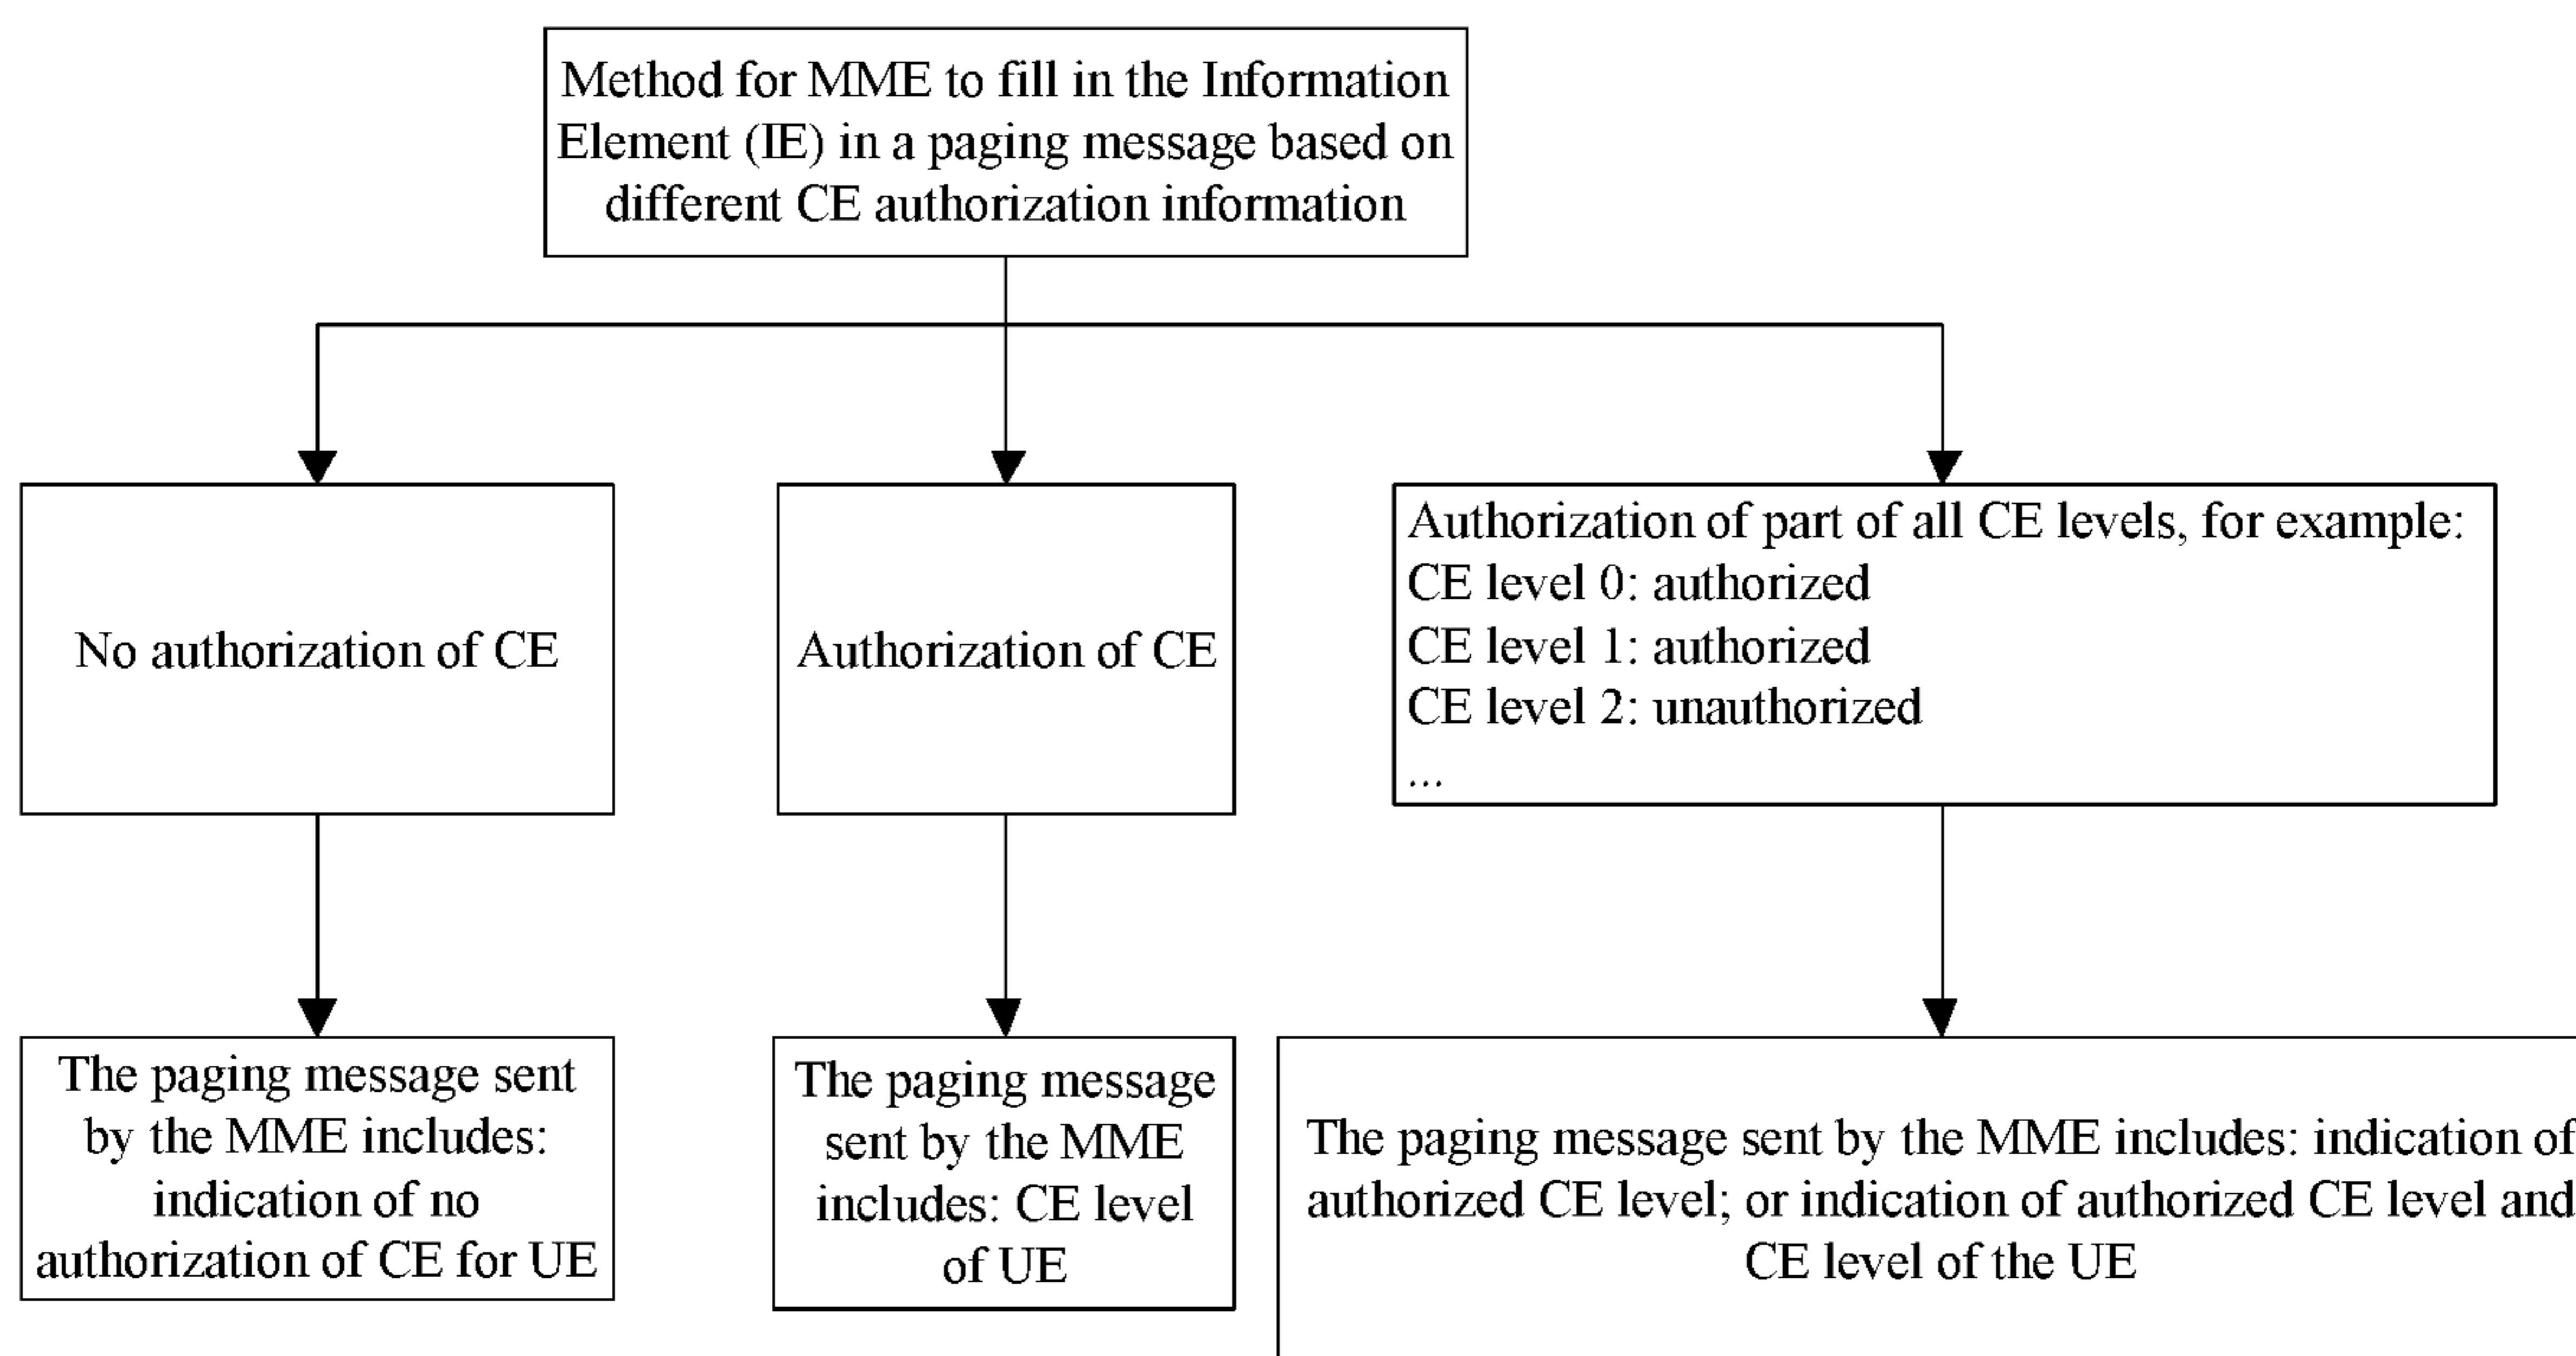 Method for MME to fill in the Information
Element (IE) in a paging message based on
different CE authorization information
No authorization of CE
Authorization of CE
Authorization of part of all CE levels, for example:
CE level 0: authorized
CE level 1: authorized
CE level 2: unauthorized
...
The paging message sent
by the MME includes:
indication of no
authorization of CE for UE
The paging message
sent by the MME
includes: CE level
of UE
The paging message sent by the MME includes: indication of
authorized CE level; or indication of authorized CE level and
CE level of the UE